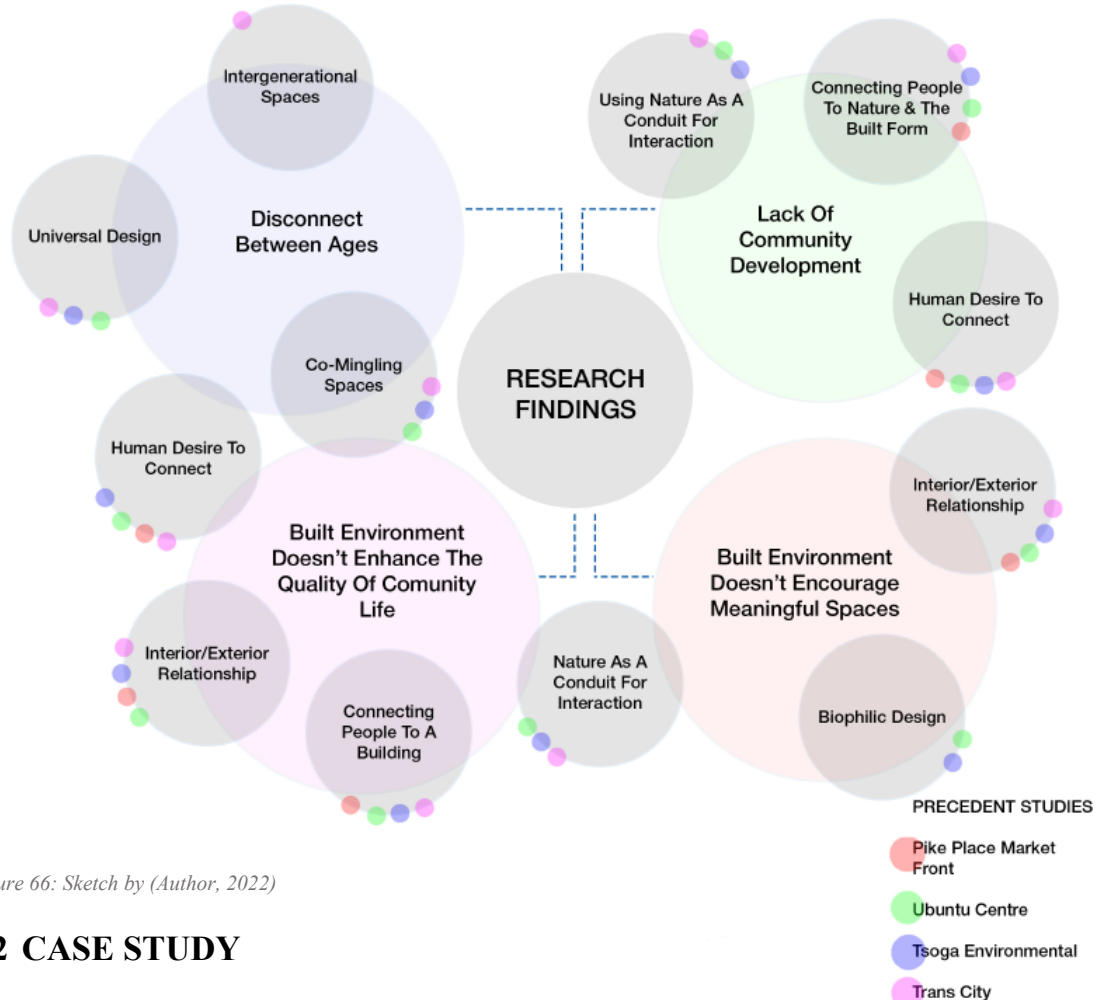 Intergenerational
Spaces
Universal Design
Disconnect
Between Ages
Co-Mingling
Spaces
Using Nature As A
Conduit For
Interaction
Connecting People
To Nature & The
Built Form
Lack Of
Community
Development
Human Desire To
Connect
RESEARCH
FINDINGS
Human Desire To
Connect
Built Environment
Doesn't Enhance The
Quality Of Comunity
Life
Interior/Exterior
Relationship
Connecting
People To A
Building
Nature As A
Conduit For
Interaction
Built Environment
Doesn't Encourage
Meaningful Spaces
Interior/Exterior
Relationship
Biophilic Design
PRECEDENT STUDIES
Pike Place Market
Front
Ubuntu Centre
Tsoga Environmental
Trans City
ure 66: Sketch by (Author, 2022)
2 CASE STUDY